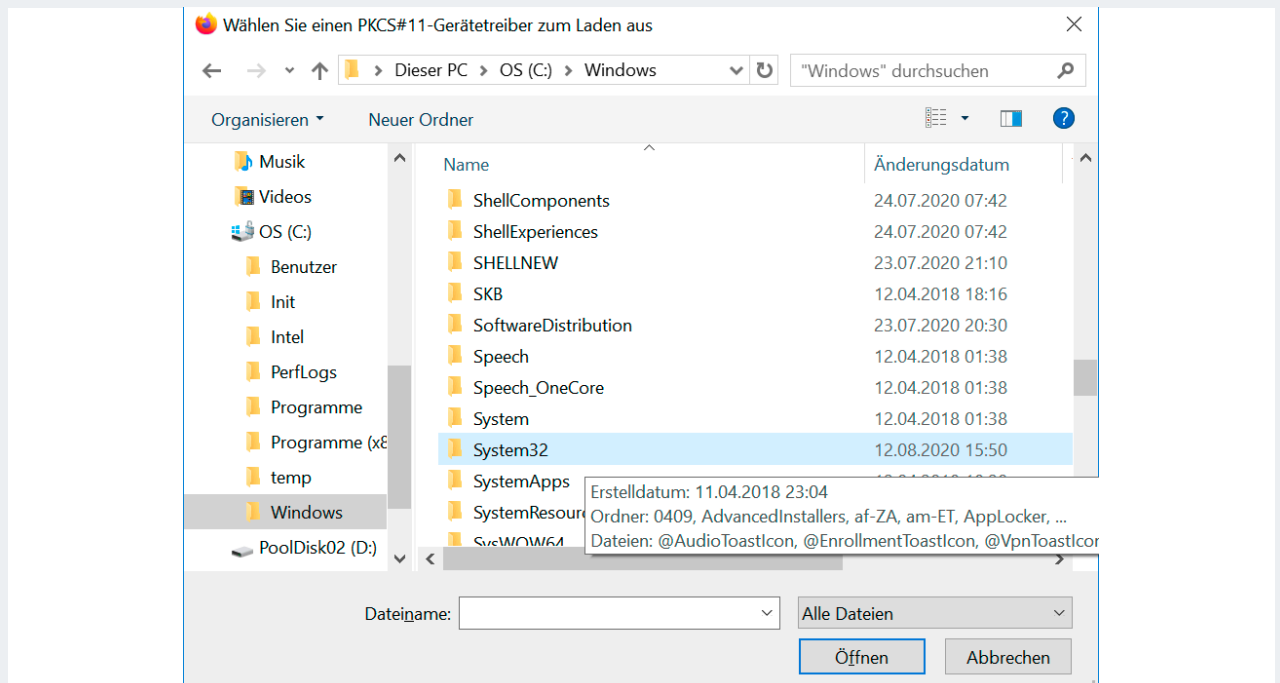 Wählen Sie einen PKCS#11-Gerätetreiber zum Laden aus
Dieser PC > OS (C:) > Windows
"Windows" durchsuchen
Organisieren
Neuer Ordner
?
Musik
Videos
OS (C:)
Benutzer
Init
Intel
PerfLogs
Programme
Programme (x8
temp
Windows
PoolDisk02 (D:)
Name Änderungsdatum
ShellComponents 24.07.2020 07:42
ShellExperiences 24.07.2020 07:42
SHELLNEW 23.07.2020 21:10
SKB 12.04.2018 18:16
SoftwareDistribution 23.07.2020 20:30
Speech 12.04.2018 01:38
Speech_OneCore 12.04.2018 01:38
System 12.04.2018 01:38
System32 12.08.2020 15:50
SystemApps
SystemResour
SysWOW64
Erstelldatum: 11.04.2018 23:04
Ordner: 0409, AdvancedInstallers, af-ZA, am-ET, AppLocker, ...
Dateien: @AudioToastIcon, @EnrollmentToastIcon, @VpnToastIcon
Dateiname:
Alle Dateien
Öffnen
Abbrechen